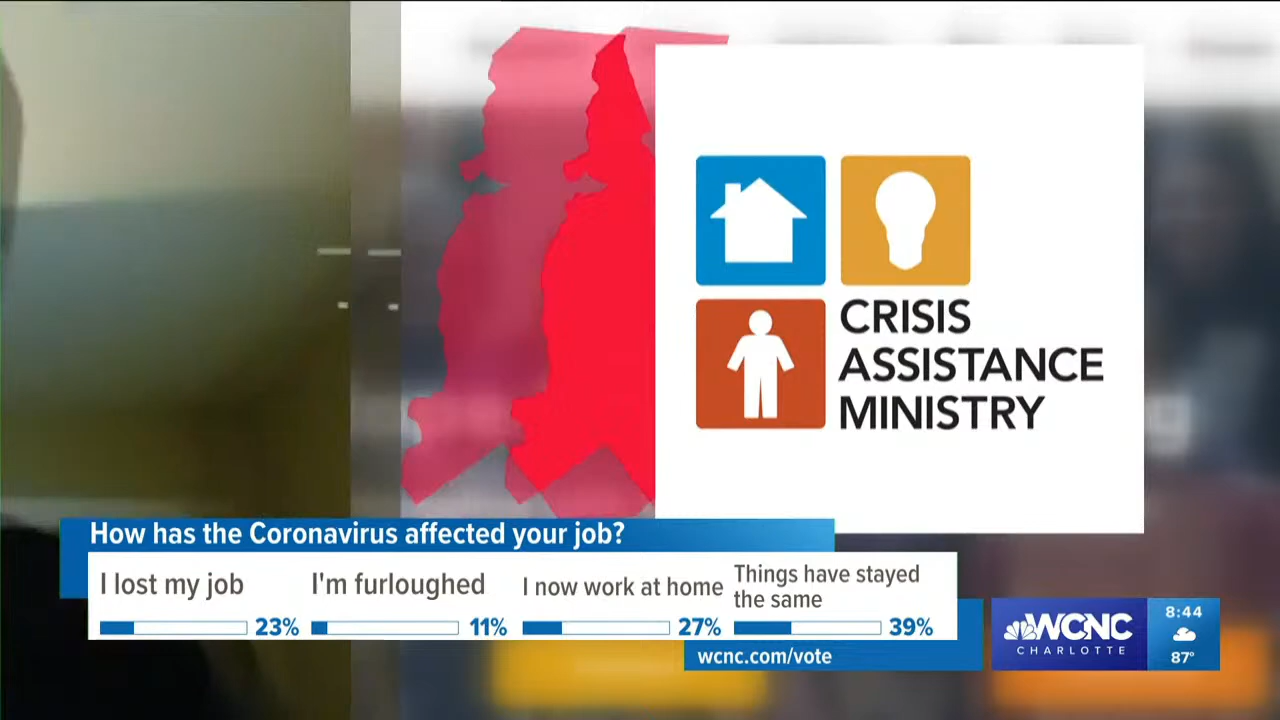 CRISIS
ASSISTANCE
MINISTRY
How has the Coronavirus affected your job?
I lost my job
23%
I'm furloughed
11%
I now work at home
27%
Things have stayed
the same
39%
wcnc.com/vote
WCNC
CHARLOTTE
8:44
87°